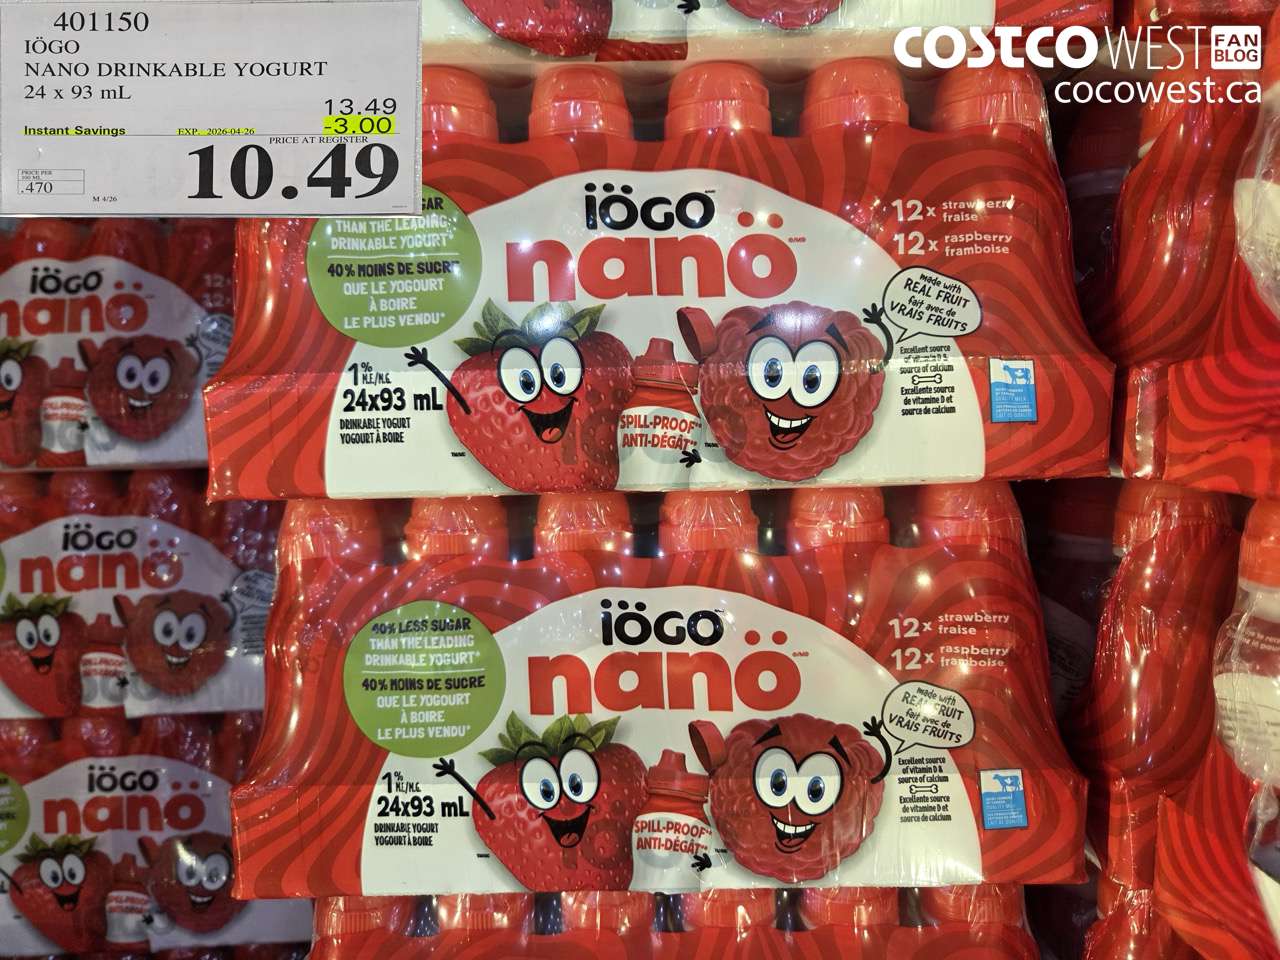 401150
IÖGO
NANO DRINKABLE YOGURT
24 x 93 mL
13.49
Instant Savings EXP. 2026-04-26 -3.00
PRICE AT REGISTER
10.49
PRICE PER
100 ML
.470
M 4/26
COSTCO WEST FAN BLOG
cocowest.ca
THAN THE LEADING
DRINKABLE YOGURT*
40% MOINS DE SUCRE
QUE LE YOGOURT
À BOIRE
LE PLUS VENDU*
iögo
nanö
12x strawberry
fraise
12x raspberry
framboise
made with
REAL FRUIT
fait avec de
VRAIS FRUITS
Excellent source
of vitamin D &
source of calcium
Excellente source
de vitamine D et
source de calcium
1% M.F./M.G.
24x93 mL
DRINKABLE YOGURT
YOGOURT À BOIRE
SPILL-PROOF
ANTI-DÉGÂT
40% LESS SUGAR
THAN THE LEADING
DRINKABLE YOGURT*
40% MOINS DE SUCRE
QUE LE YOGOURT
À BOIRE
LE PLUS VENDU*
iögo
nanö
12x strawberry
fraise
12x raspberry
framboise
made with
REAL FRUIT
fait avec de
VRAIS FRUITS
Excellent source
of vitamin D &
source of calcium
Excellente source
de vitamine D et
source de calcium
1% M.F./M.G.
24x93 mL
DRINKABLE YOGURT
YOGOURT À BOIRE
SPILL-PROOF
ANTI-DÉGÂT
iögo
nanö
iögo
nanö
iögo
nanö